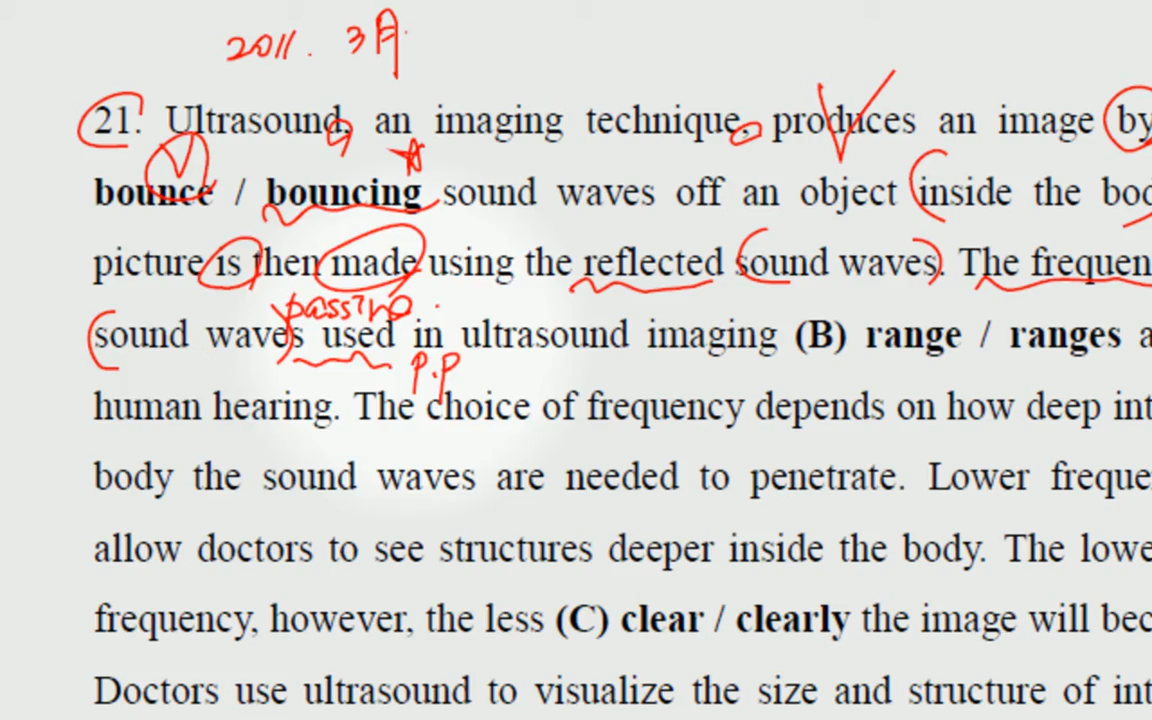 2011. 3月.
21. Ultrasound, an imaging technique, produces an image by
bounce / bouncing sound waves off an object inside the bod
picture is then made using the reflected sound waves. The frequen
passive
sound waves used in ultrasound imaging (B) range / ranges a
p.p
human hearing. The choice of frequency depends on how deep int
body the sound waves are needed to penetrate. Lower freque
allow doctors to see structures deeper inside the body. The lowe
frequency, however, the less (C) clear / clearly the image will bec
Doctors use ultrasound to visualize the size and structure of int